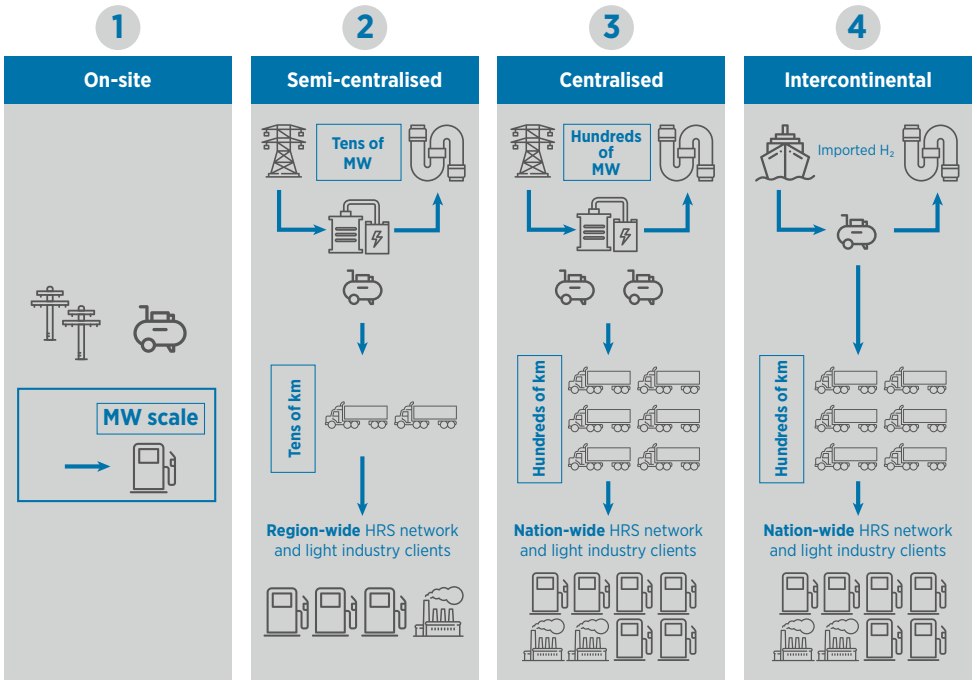 1
On-site
MW scale
2
Semi-centralised
Tens of
MW
Tens of km
Region-wide HRS network
and light industry clients
3
Centralised
Hundreds
of
MW
Hundreds of km
Nation-wide HRS network
and light industry clients
4
Intercontinental
Imported H₂
Hundreds of km
Nation-wide HRS network
and light industry clients